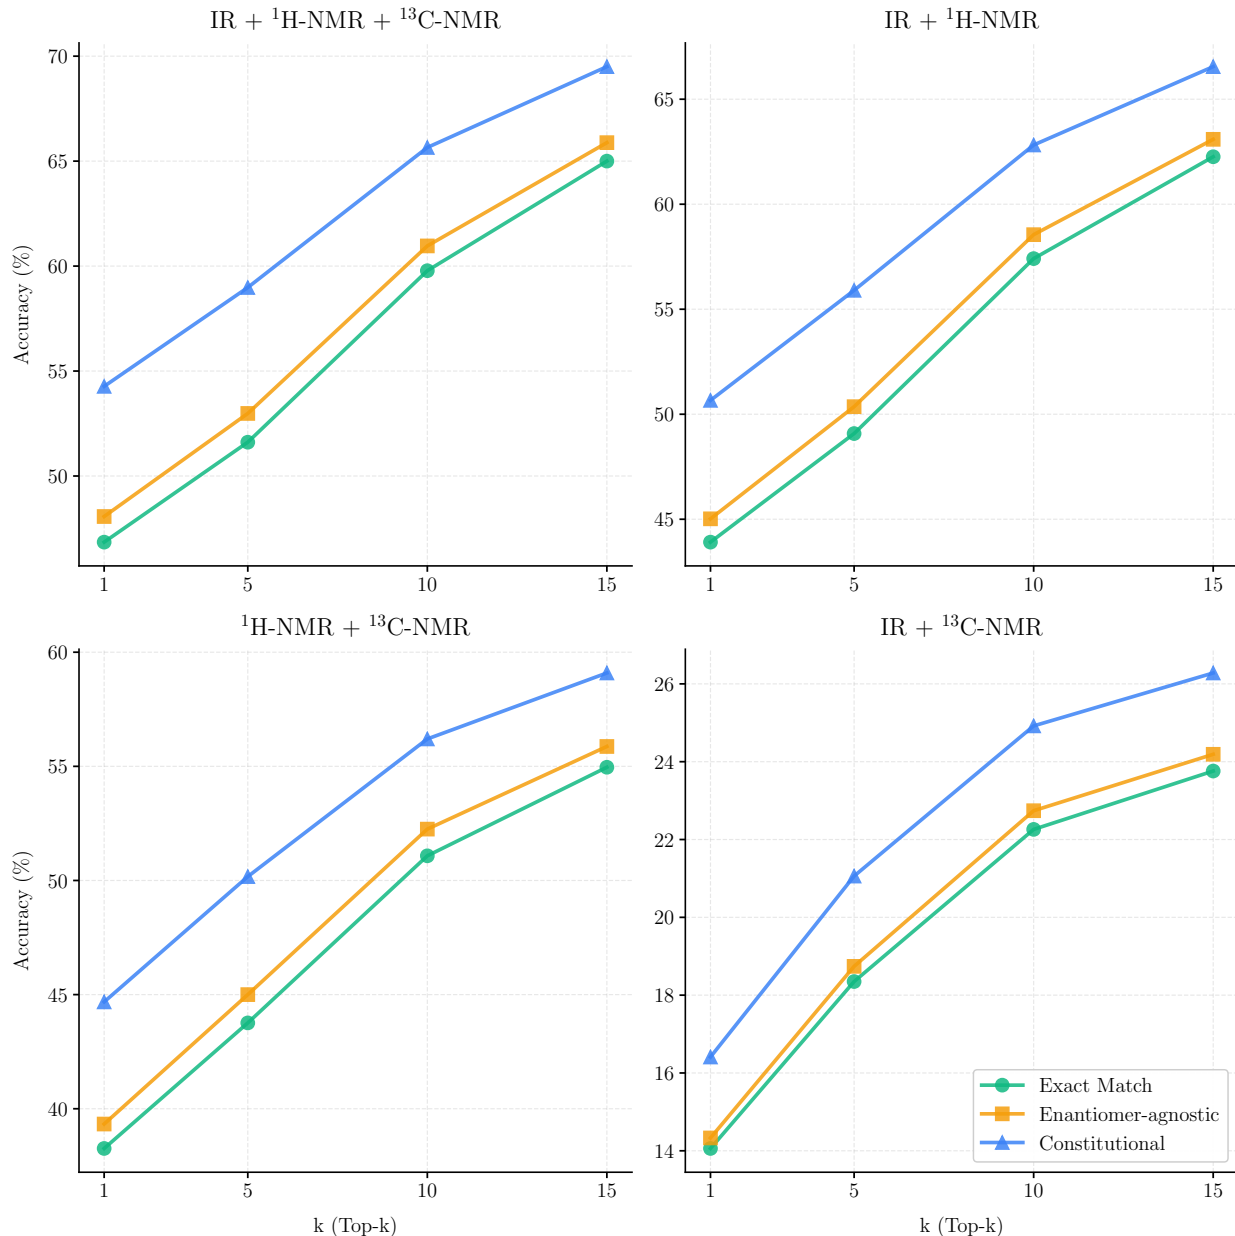 IR + ¹H-NMR + ¹³C-NMR
70
65
60
55
50
Accuracy (%)
1 5 10 15
IR + ¹H-NMR
65
60
55
50
45
1 5 10 15
¹H-NMR + ¹³C-NMR
60
55
50
45
40
Accuracy (%)
1 5 10 15
k (Top-k)
IR + ¹³C-NMR
26
24
22
20
18
16
14
Exact Match
Enantiomer-agnostic
Constitutional
1 5 10 15
k (Top-k)